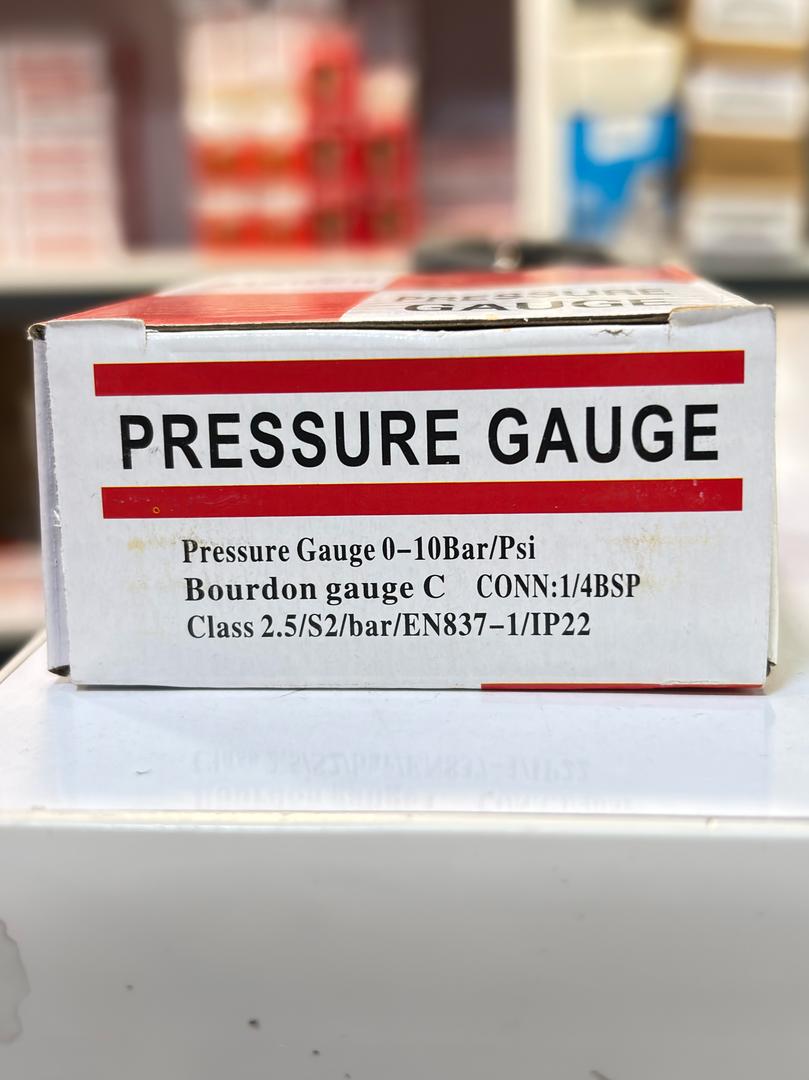 PRESSURE
GAUGE
PRESSURE GAUGE
Pressure Gauge 0-10Bar/Psi
Bourdon gauge C CONN:1/4BSP
Class 2.5/S2/bar/EN837-1/IP22